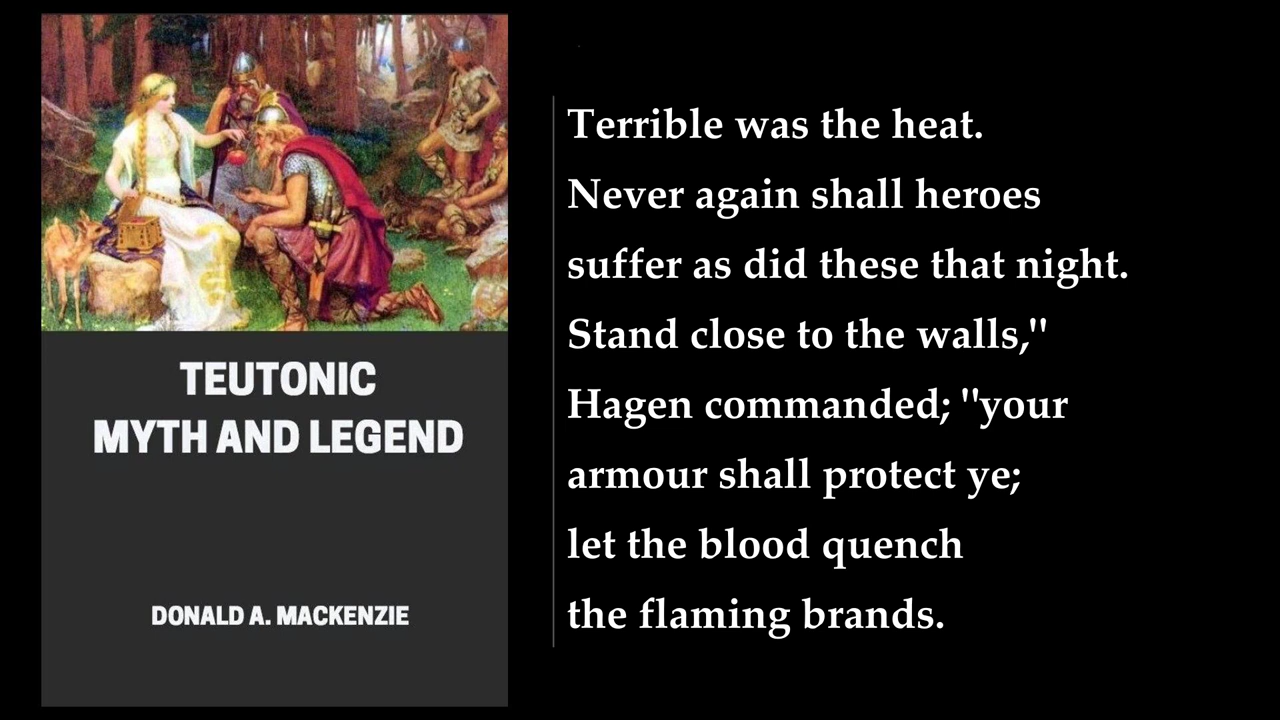 TEUTONIC
MYTH AND LEGEND
DONALD A. MACKENZIE
Terrible was the heat.
Never again shall heroes
suffer as did these that night.
Stand close to the walls,"
Hagen commanded; "your
armour shall protect ye;
let the blood quench
the flaming brands.